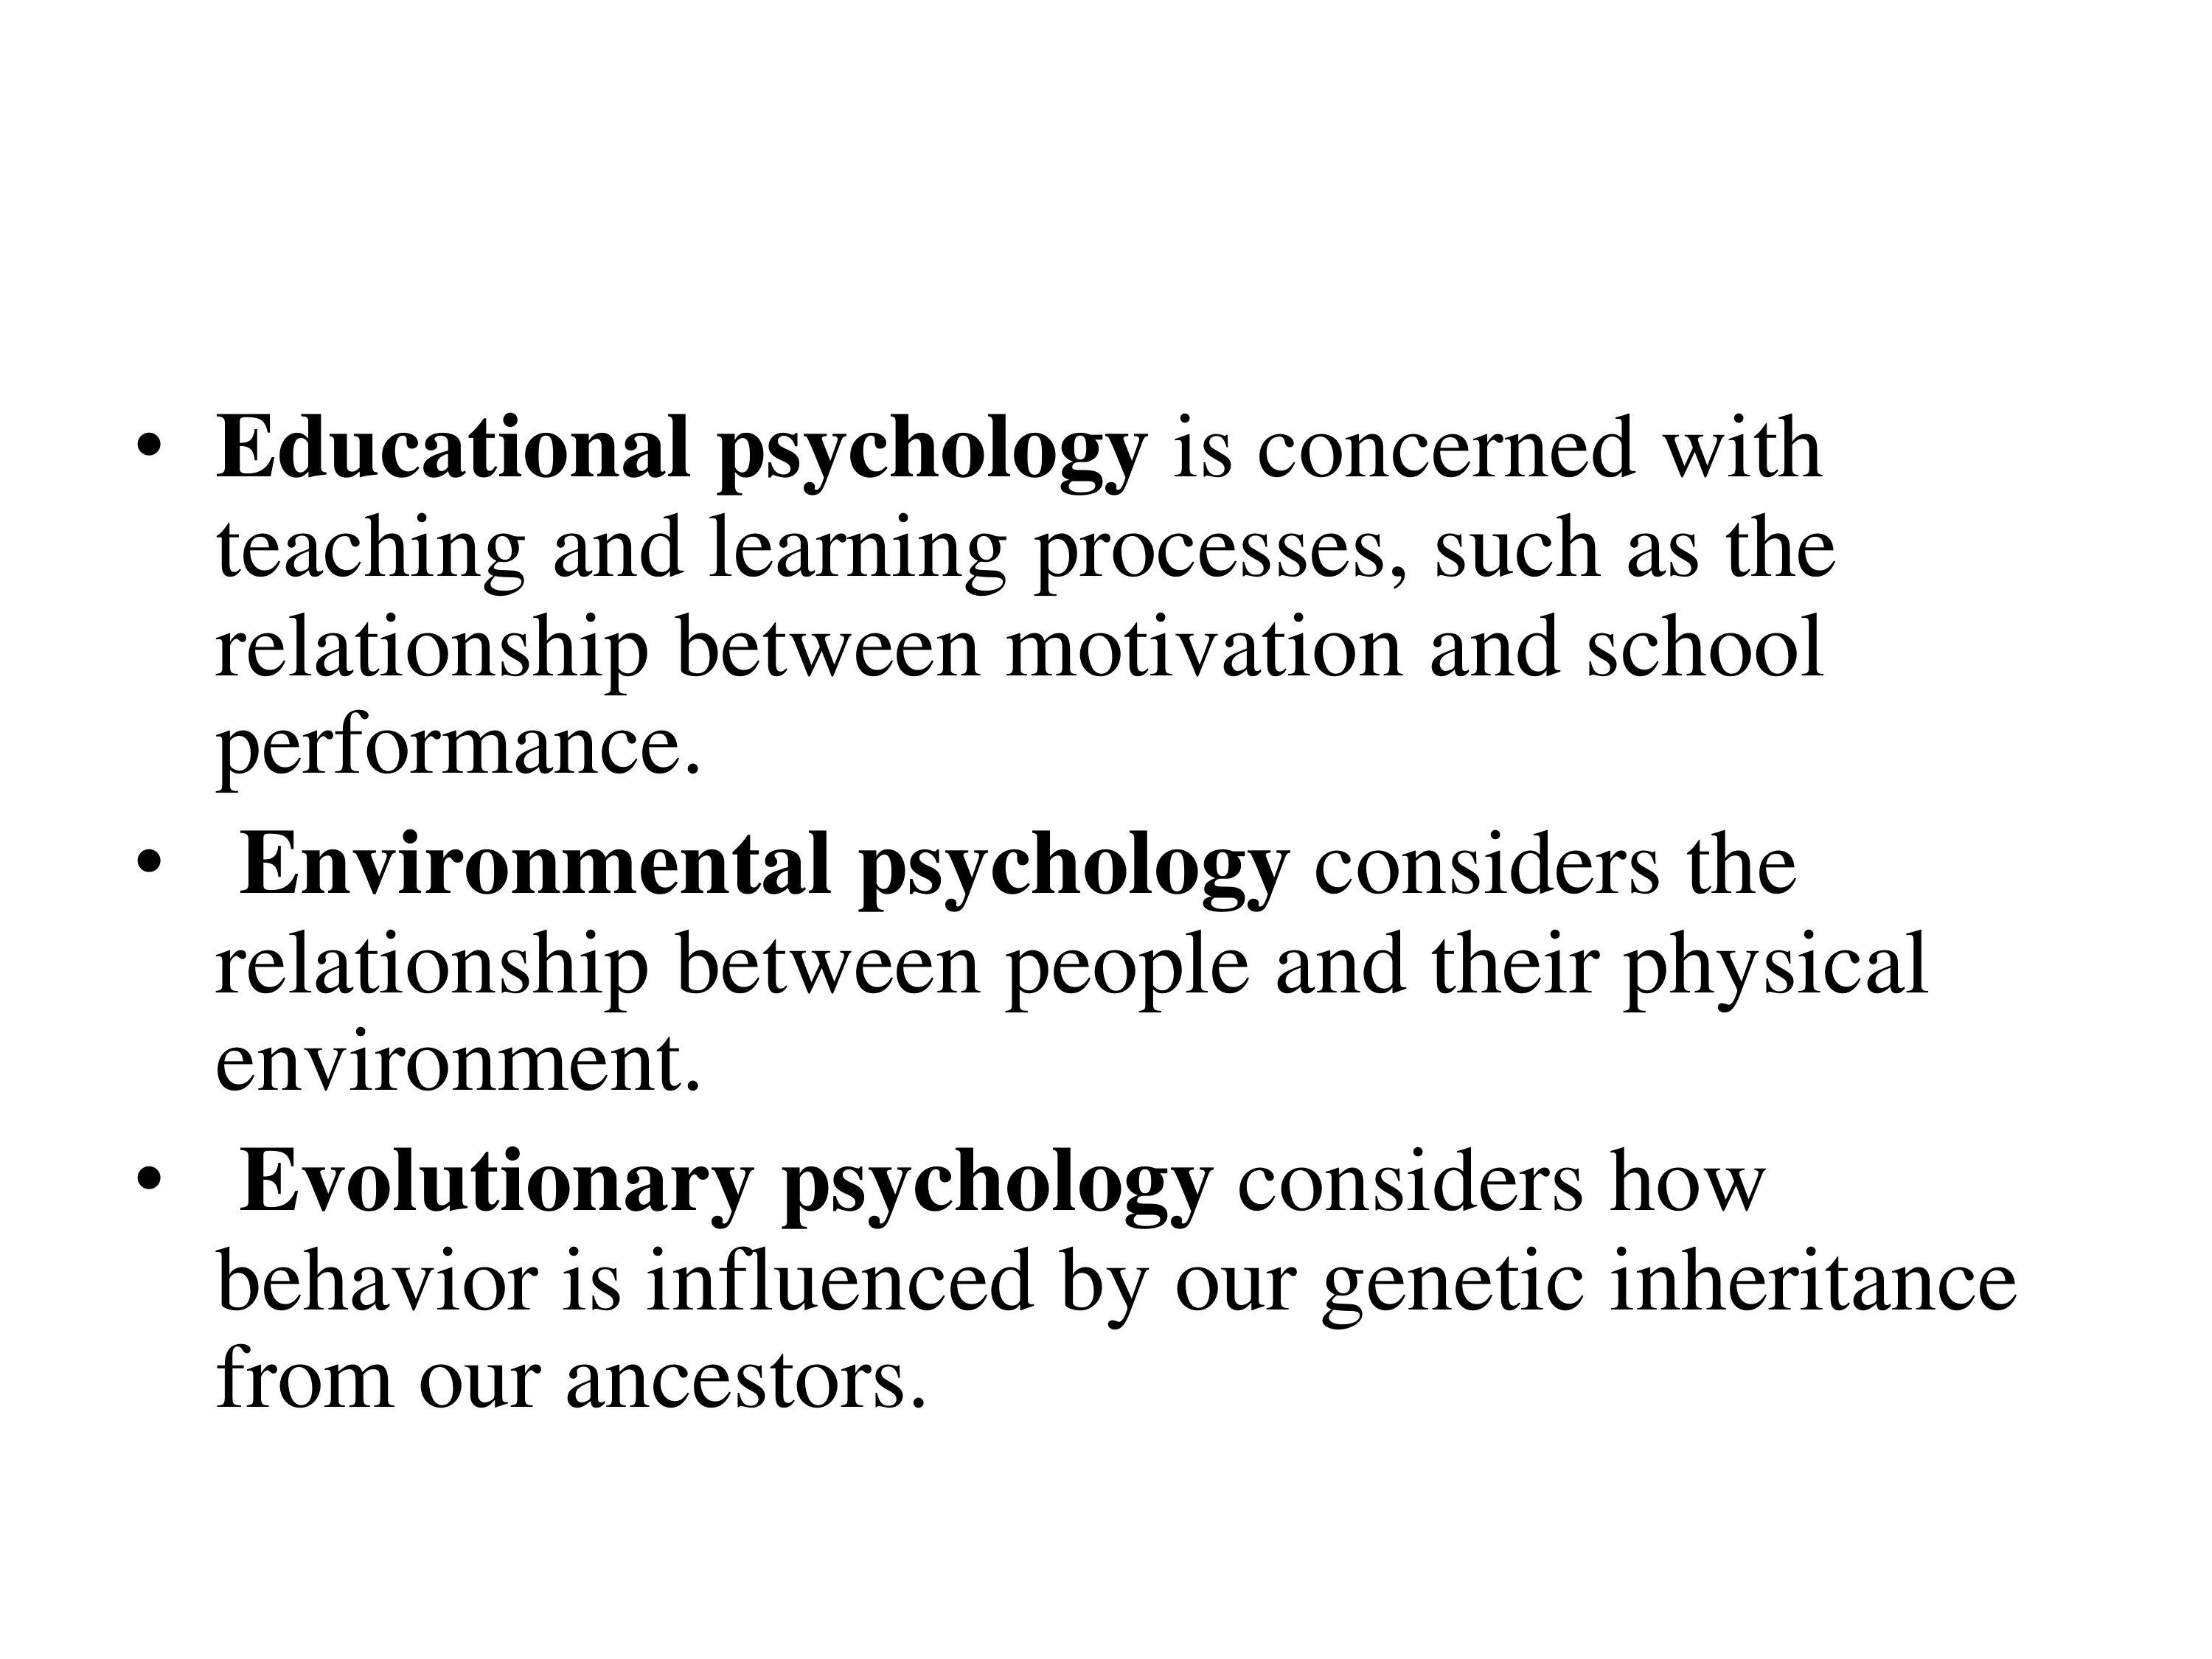 • Educational psychology is concerned with
teaching and learning processes, such as the
relationship between motivation and school
performance.
• Environmental psychology considers the
relationship between people and their physical
environment.
• Evolutionary psychology considers how
behavior is influenced by our genetic inheritance
from our ancestors.